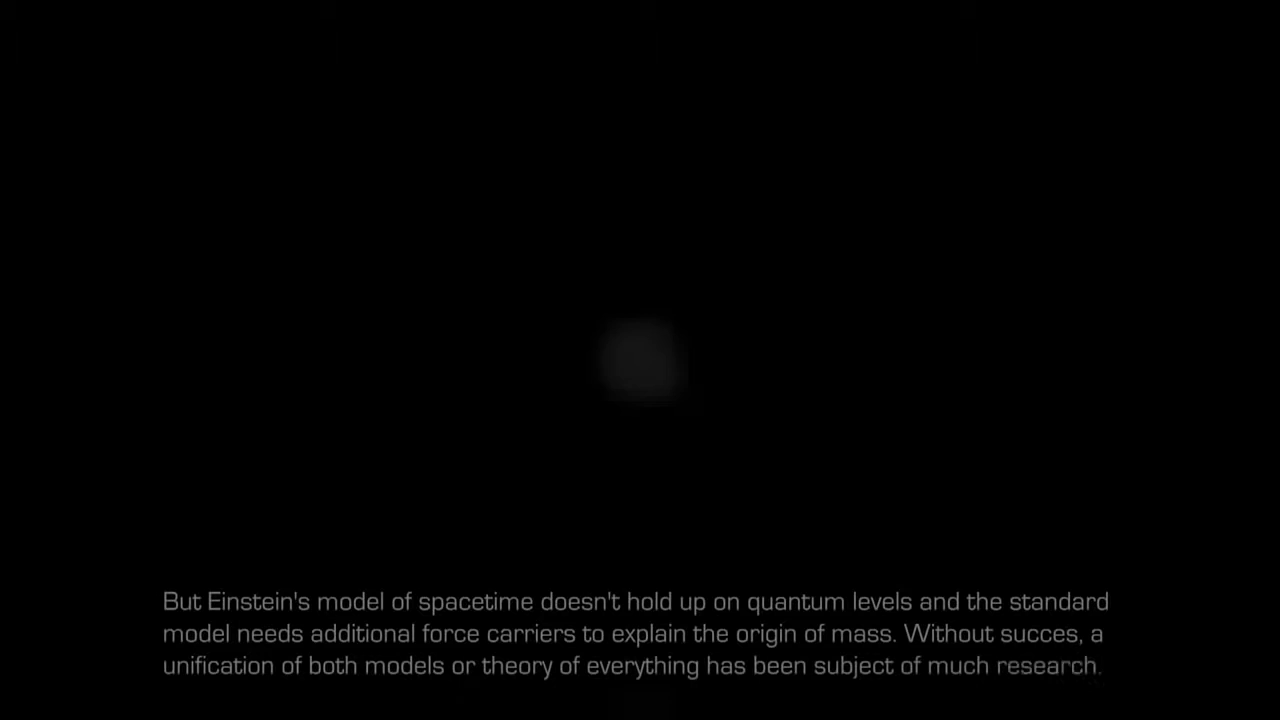 But Einstein's model of spacetime doesn't hold up on quantum levels and the standard
model needs additional force carriers to explain the origin of mass. Without succes, a
unification of both models or theory of everything has been subject of much research.